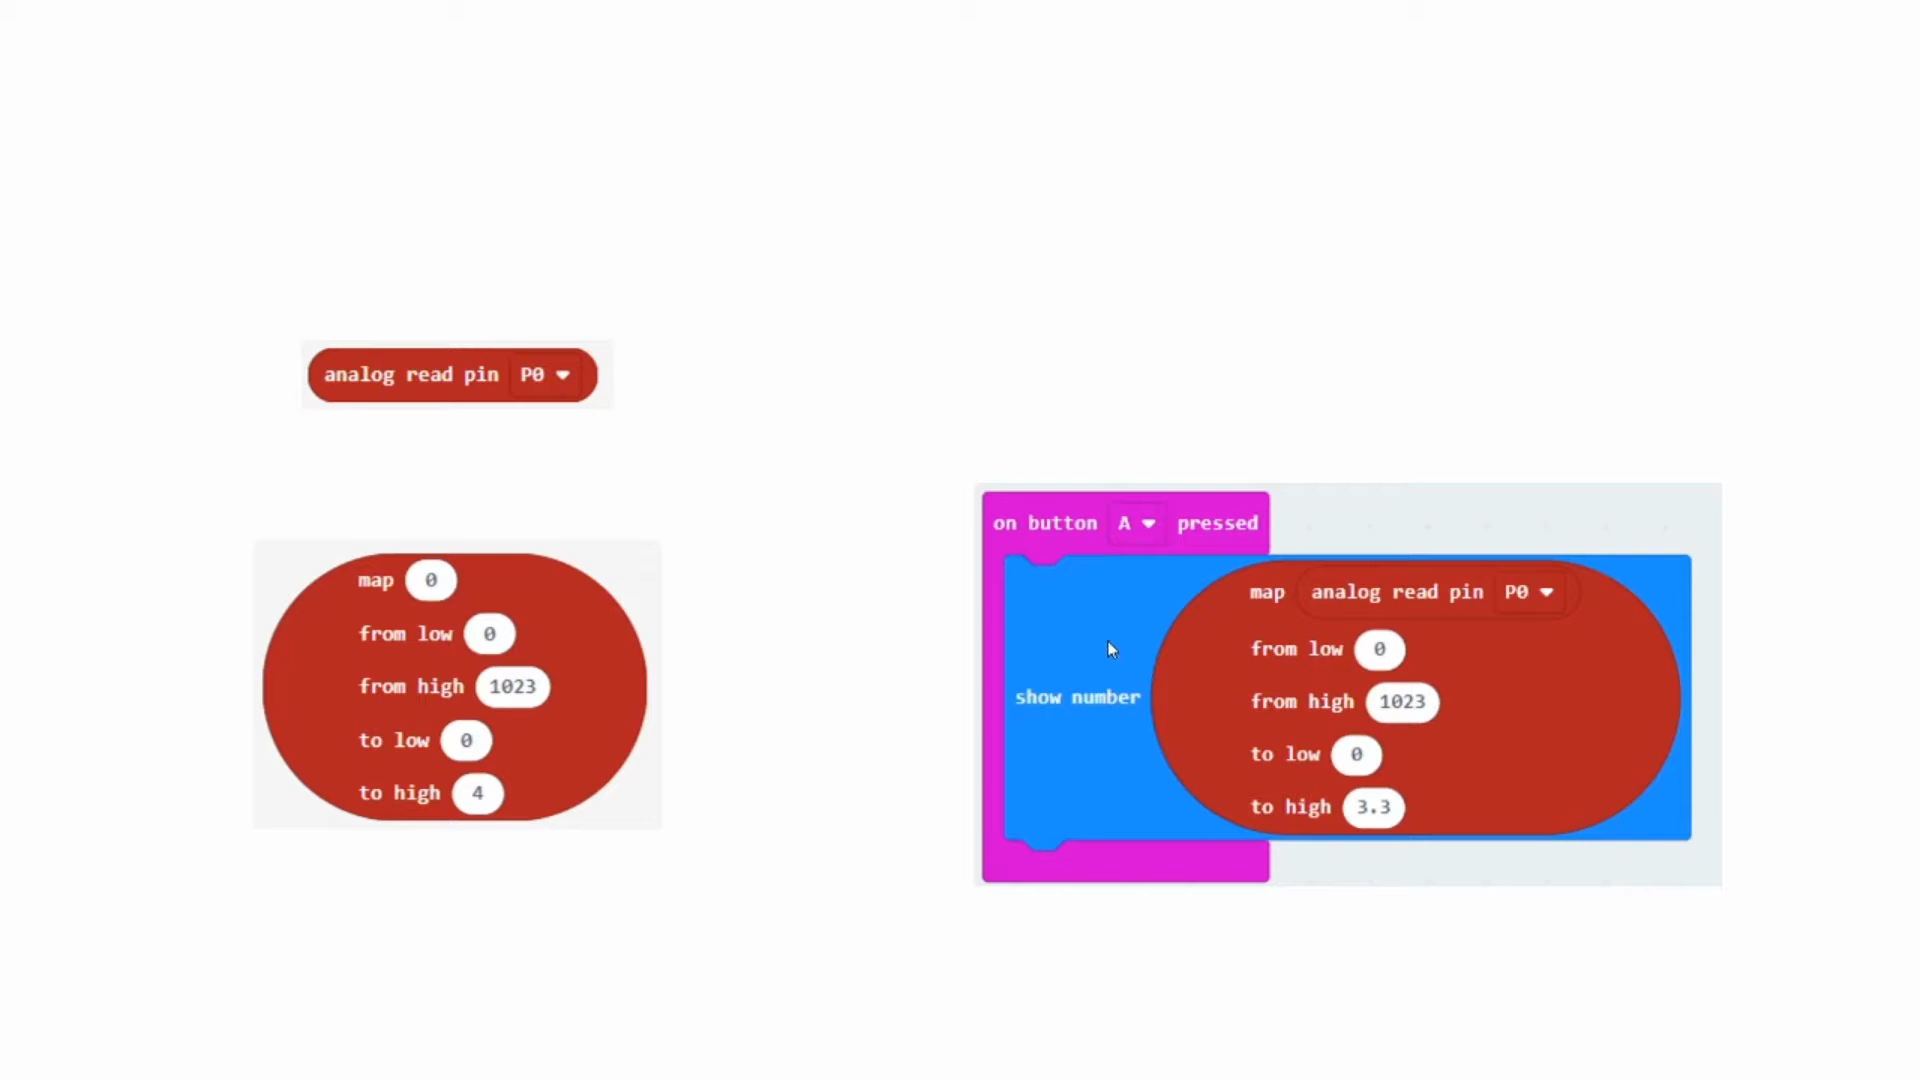 analog read pin P0
map 0
from low 0
from high 1023
to low 0
to high 4
on button A pressed
show number
map analog read pin P0
from low 0
from high 1023
to low 0
to high 3.3